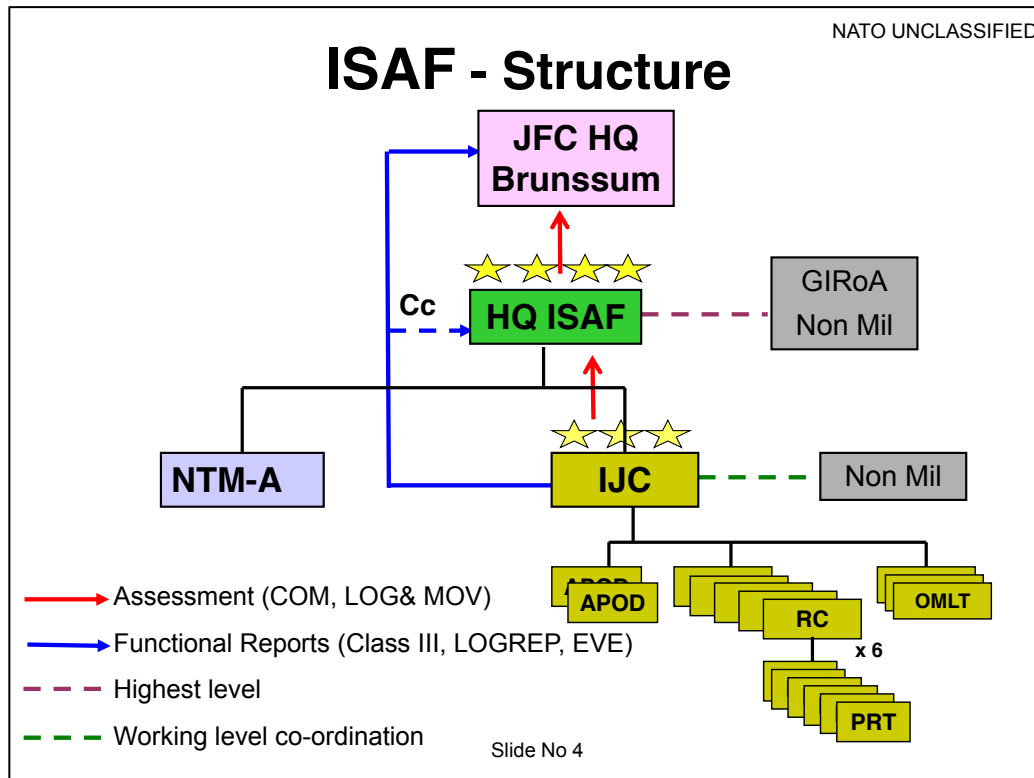 NATO UNCLASSIFIED
ISAF - Structure
JFC HQ
Brunssum
Cc
HQ ISAF
GIRoA
Non Mil
NTM-A
IJC
Non Mil
APOD
APOD
RC
OMLT
x 6
PRT
Assessment (COM, LOG& MOV)
Functional Reports (Class III, LOGREP, EVE)
Highest level
Working level co-ordination
Slide No 4